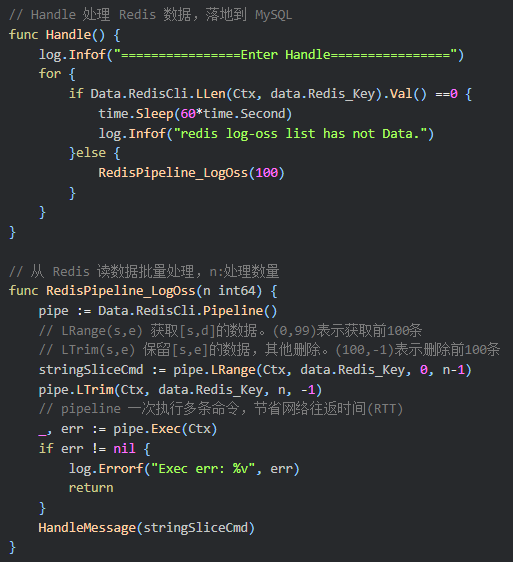 // Handle 处理 Redis 数据，落地到 MySQL
func Handle() {
    log.Infof("================Enter Handle================")
    for {
        if Data.RedisCli.LLen(Ctx, data.Redis_Key).Val() ==0 {
            time.Sleep(60*time.Second)
            log.Infof("redis log-oss list has not Data.")
        }else {
            RedisPipeline_LogOss(100)
        }
    }
}

// 从 Redis 读数据批量处理，n:处理数量
func RedisPipeline_LogOss(n int64) {
    pipe := Data.RedisCli.Pipeline()
    // LRange(s,e) 获取[s,d]的数据。(0,99)表示获取前100条
    // LTrim(s,e) 保留[s,e]的数据，其他删除。(100,-1)表示删除前100条
    stringSliceCmd := pipe.LRange(Ctx, data.Redis_Key, 0, n-1)
    pipe.LTrim(Ctx, data.Redis_Key, n, -1)
    // pipeline 一次执行多条命令，节省网络往返时间(RTT)
    _, err := pipe.Exec(Ctx)
    if err != nil {
        log.Errorf("Exec err: %v", err)
        return
    }
    HandleMessage(stringSliceCmd)
}